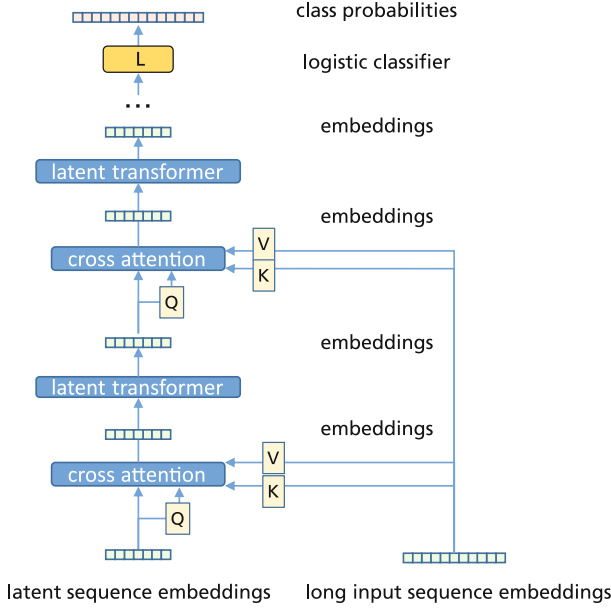 class probabilities
L
logistic classifier
...
embeddings
latent transformer
embeddings
V
cross attention
K
Q
embeddings
latent transformer
embeddings
V
cross attention
K
Q
latent sequence embeddings
long input sequence embeddings